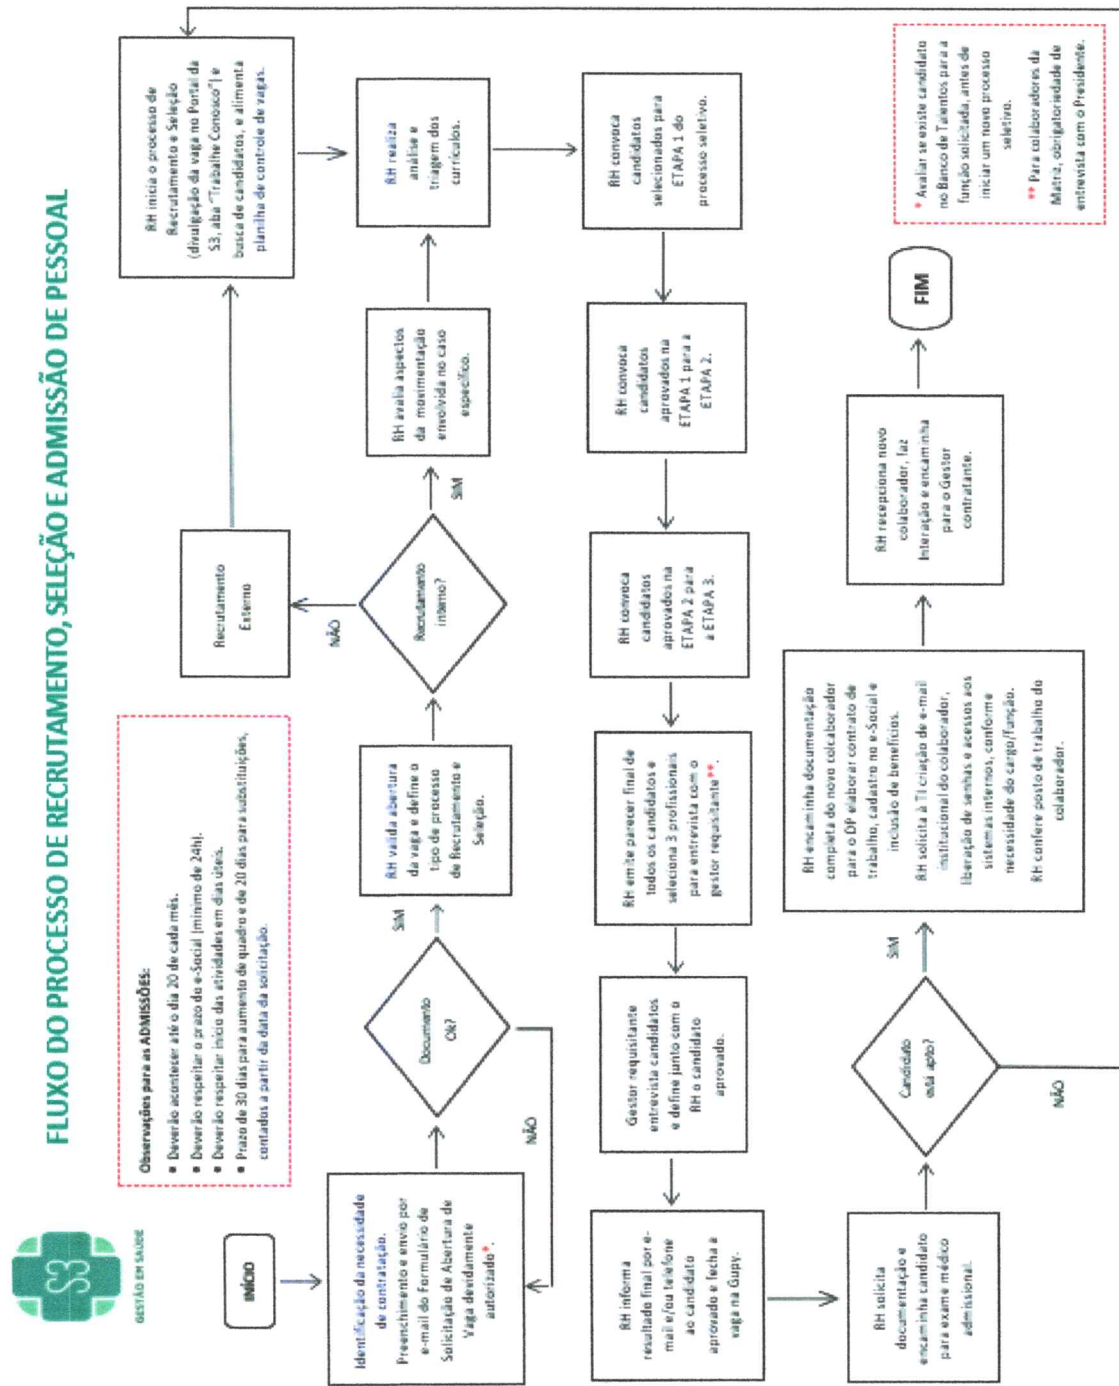 S3
GESTÃO EM SAÚDE
FLUXO DO PROCESSO DE RECRUTAMENTO, SELEÇÃO E ADMISSÃO DE PESSOAL
Observações para as ADMISSÕES:
• Deverão acontecer até o dia 20 de cada mês.
• Deverão respeitar o prazo do e-Social (mínimo de 24h).
• Deverão respeitar início das atividades em dias úteis.
• Prazo de 30 dias para aumento de quadro e de 20 dias para substituições,
contados a partir da data da solicitação.
INÍCIO
Identificação da necessidade
de contratação.
Preenchimento e envio por
e-mail do Formulário de
Solicitação de Abertura de
Vaga devidamente
autorizado*.
Documento
Ok?
NÃO
SIM
RH valida abertura
da vaga e define o
tipo de processo
de Recrutamento e
Seleção.
Recrutamento
interno?
NÃO
Recrutamento
Externo
SIM
RH avalia aspectos
da movimentação
envolvida no caso
específico.
RH inicia o processo de
Recrutamento e Seleção
(divulgação da vaga no Portal da
S3, aba "Trabalhe Conosco") e
busca de candidatos, e alimenta
planilha de controle de vagas.
RH realiza
análise e
triagem dos
currículos.
RH convoca
candidatos
selecionados para
ETAPA 1 do
processo seletivo.
RH convoca
candidatos
aprovados na
ETAPA 1 para a
ETAPA 2.
RH convoca
candidatos
aprovados na
ETAPA 2 para
a ETAPA 3.
RH emite parecer final de
todos os candidatos e
seleciona 3 profissionais
para entrevista com o
gestor requisitante**.
Gestor requisitante
entrevista candidatos
e define junto com o
RH o candidato
aprovado.
RH informa
resultado final por e-
mail e/ou telefone
ao candidato
aprovado e fecha a
vaga na Gupy.
RH solicita
documentação e
encaminha candidato
para exame médico
admissional.
Candidato
está apto?
NÃO
SIM
RH encaminha documentação
completa do novo colcaborador
para o DP elaborar contrato de
trabalho, cadastro no e-Social e
inclusão de benefícios.
RH solicita à TI criação de e-mail
institucional do colaborador,
liberação de senhas e acessos aos
sistemas internos, conforme
necessidade do cargo/função.
RH confere posto de trabalho do
colaborador.
RH recepciona novo
colaborador, faz
Interação e encaminha
para o Gestor
contratante.
FIM
* Avaliar se existe candidato
no Banco de Talentos para a
função solicitada, antes de
iniciar um novo processo
seletivo.
** Para colaboradores da
Matriz, obrigatoriedade de
entrevista com o Presidente.